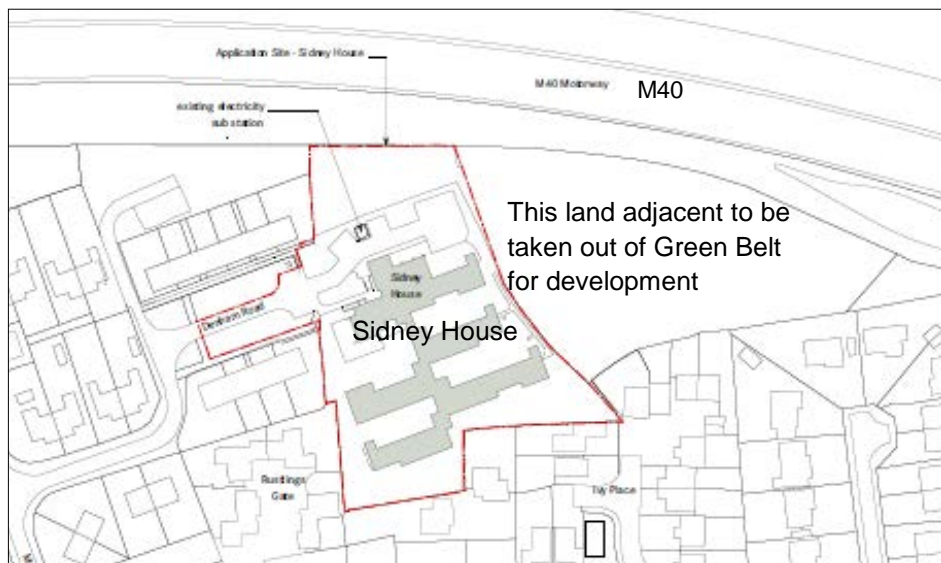 Application Site - Sidney House
M40 Motorway
M40
existing electricity
sub station
This land adjacent to be
taken out of Green Belt
for development
Sidney
House
Sidney House
Road
Rustlings
Gate
Ivy Place
M